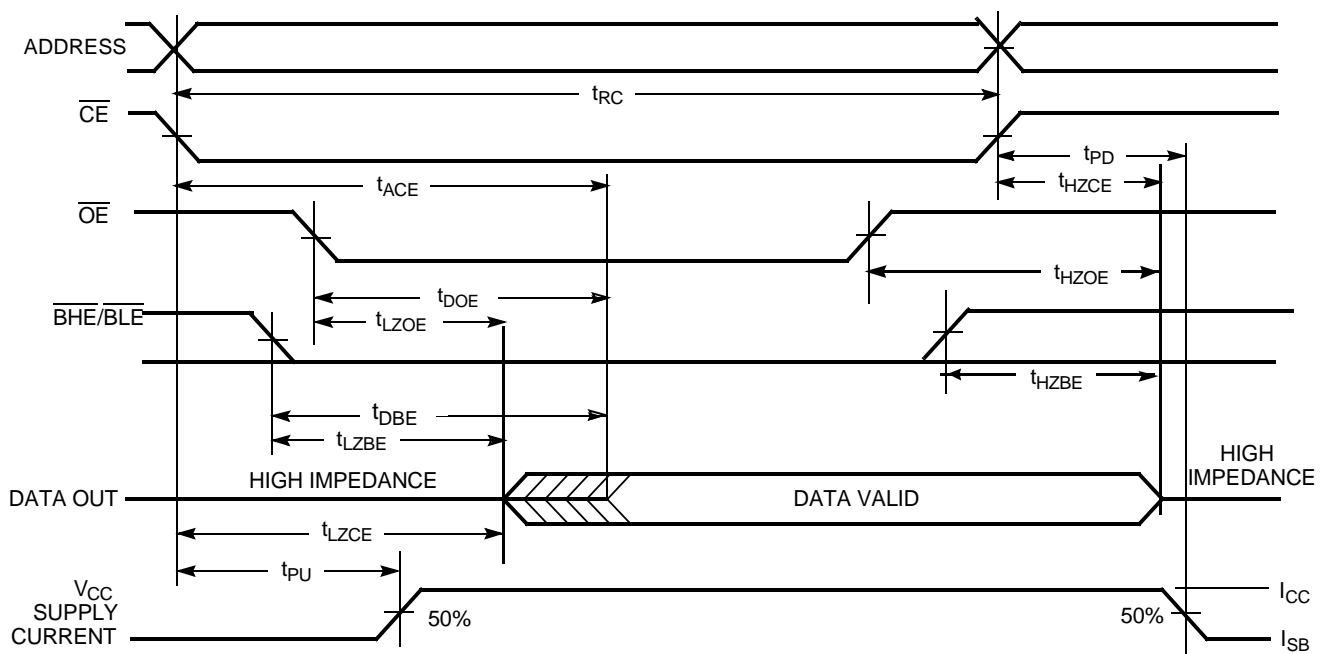 ADDRESS
tRC
CE
tPD
tACE
tHZCE
OE
tHZOE
tDOE
BHE/BLE
tLZOE
tHZBE
tDBE
tLZBE
HIGH IMPEDANCE
HIGH
IMPEDANCE
DATA OUT
DATA VALID
tLZCE
tPU
VCC
SUPPLY
CURRENT
50%
50%
ICC
ISB